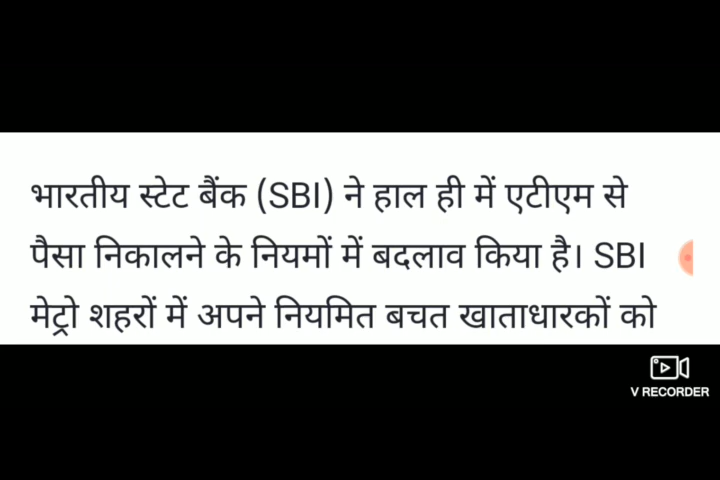 भारतीय स्टेट बैंक (SBI) ने हाल ही में एटीएम से
पैसा निकालने के नियमों में बदलाव किया है। SBI
मेट्रो शहरों में अपने नियमित बचत खाताधारकों को
V RECORDER